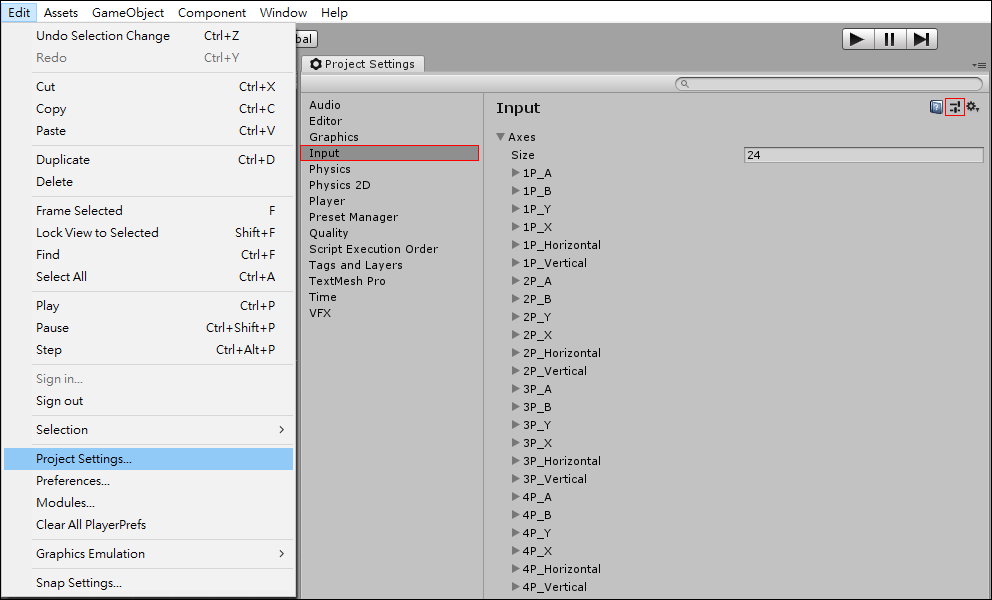 Edit Assets GameObject Component Window Help
Undo Selection Change Ctrl+Z
Redo Ctrl+Y
Cut Ctrl+X
Copy Ctrl+C
Paste Ctrl+V
Duplicate Ctrl+D
Delete
Frame Selected F
Lock View to Selected Shift+F
Find Ctrl+F
Select All Ctrl+A
Play Ctrl+P
Pause Ctrl+Shift+P
Step Ctrl+Alt+P
Sign in...
Sign out
Selection
Project Settings...
Preferences...
Modules...
Clear All PlayerPrefs
Graphics Emulation
Snap Settings...
bal
Project Settings
Audio
Editor
Graphics
Input
Physics
Physics 2D
Player
Preset Manager
Quality
Script Execution Order
Tags and Layers
TextMesh Pro
Time
VFX
Input
Axes
Size 24
1P_A
1P_B
1P_Y
1P_X
1P_Horizontal
1P_Vertical
2P_A
2P_B
2P_Y
2P_X
2P_Horizontal
2P_Vertical
3P_A
3P_B
3P_Y
3P_X
3P_Horizontal
3P_Vertical
4P_A
4P_B
4P_Y
4P_X
4P_Horizontal
4P_Vertical